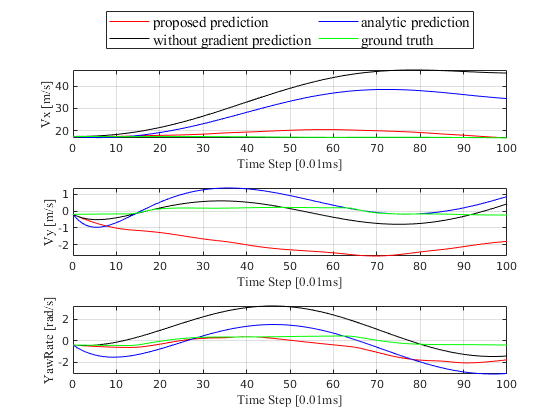 proposed prediction analytic prediction
without gradient prediction ground truth
Vx [m/s]
40
30
20
0 10 20 30 40 50 60 70 80 90 100
Time Step [0.01ms]
Vy [m/s]
1
0
-1
-2
0 10 20 30 40 50 60 70 80 90 100
Time Step [0.01ms]
YawRate [rad/s]
2
0
-2
0 10 20 30 40 50 60 70 80 90 100
Time Step [0.01ms]